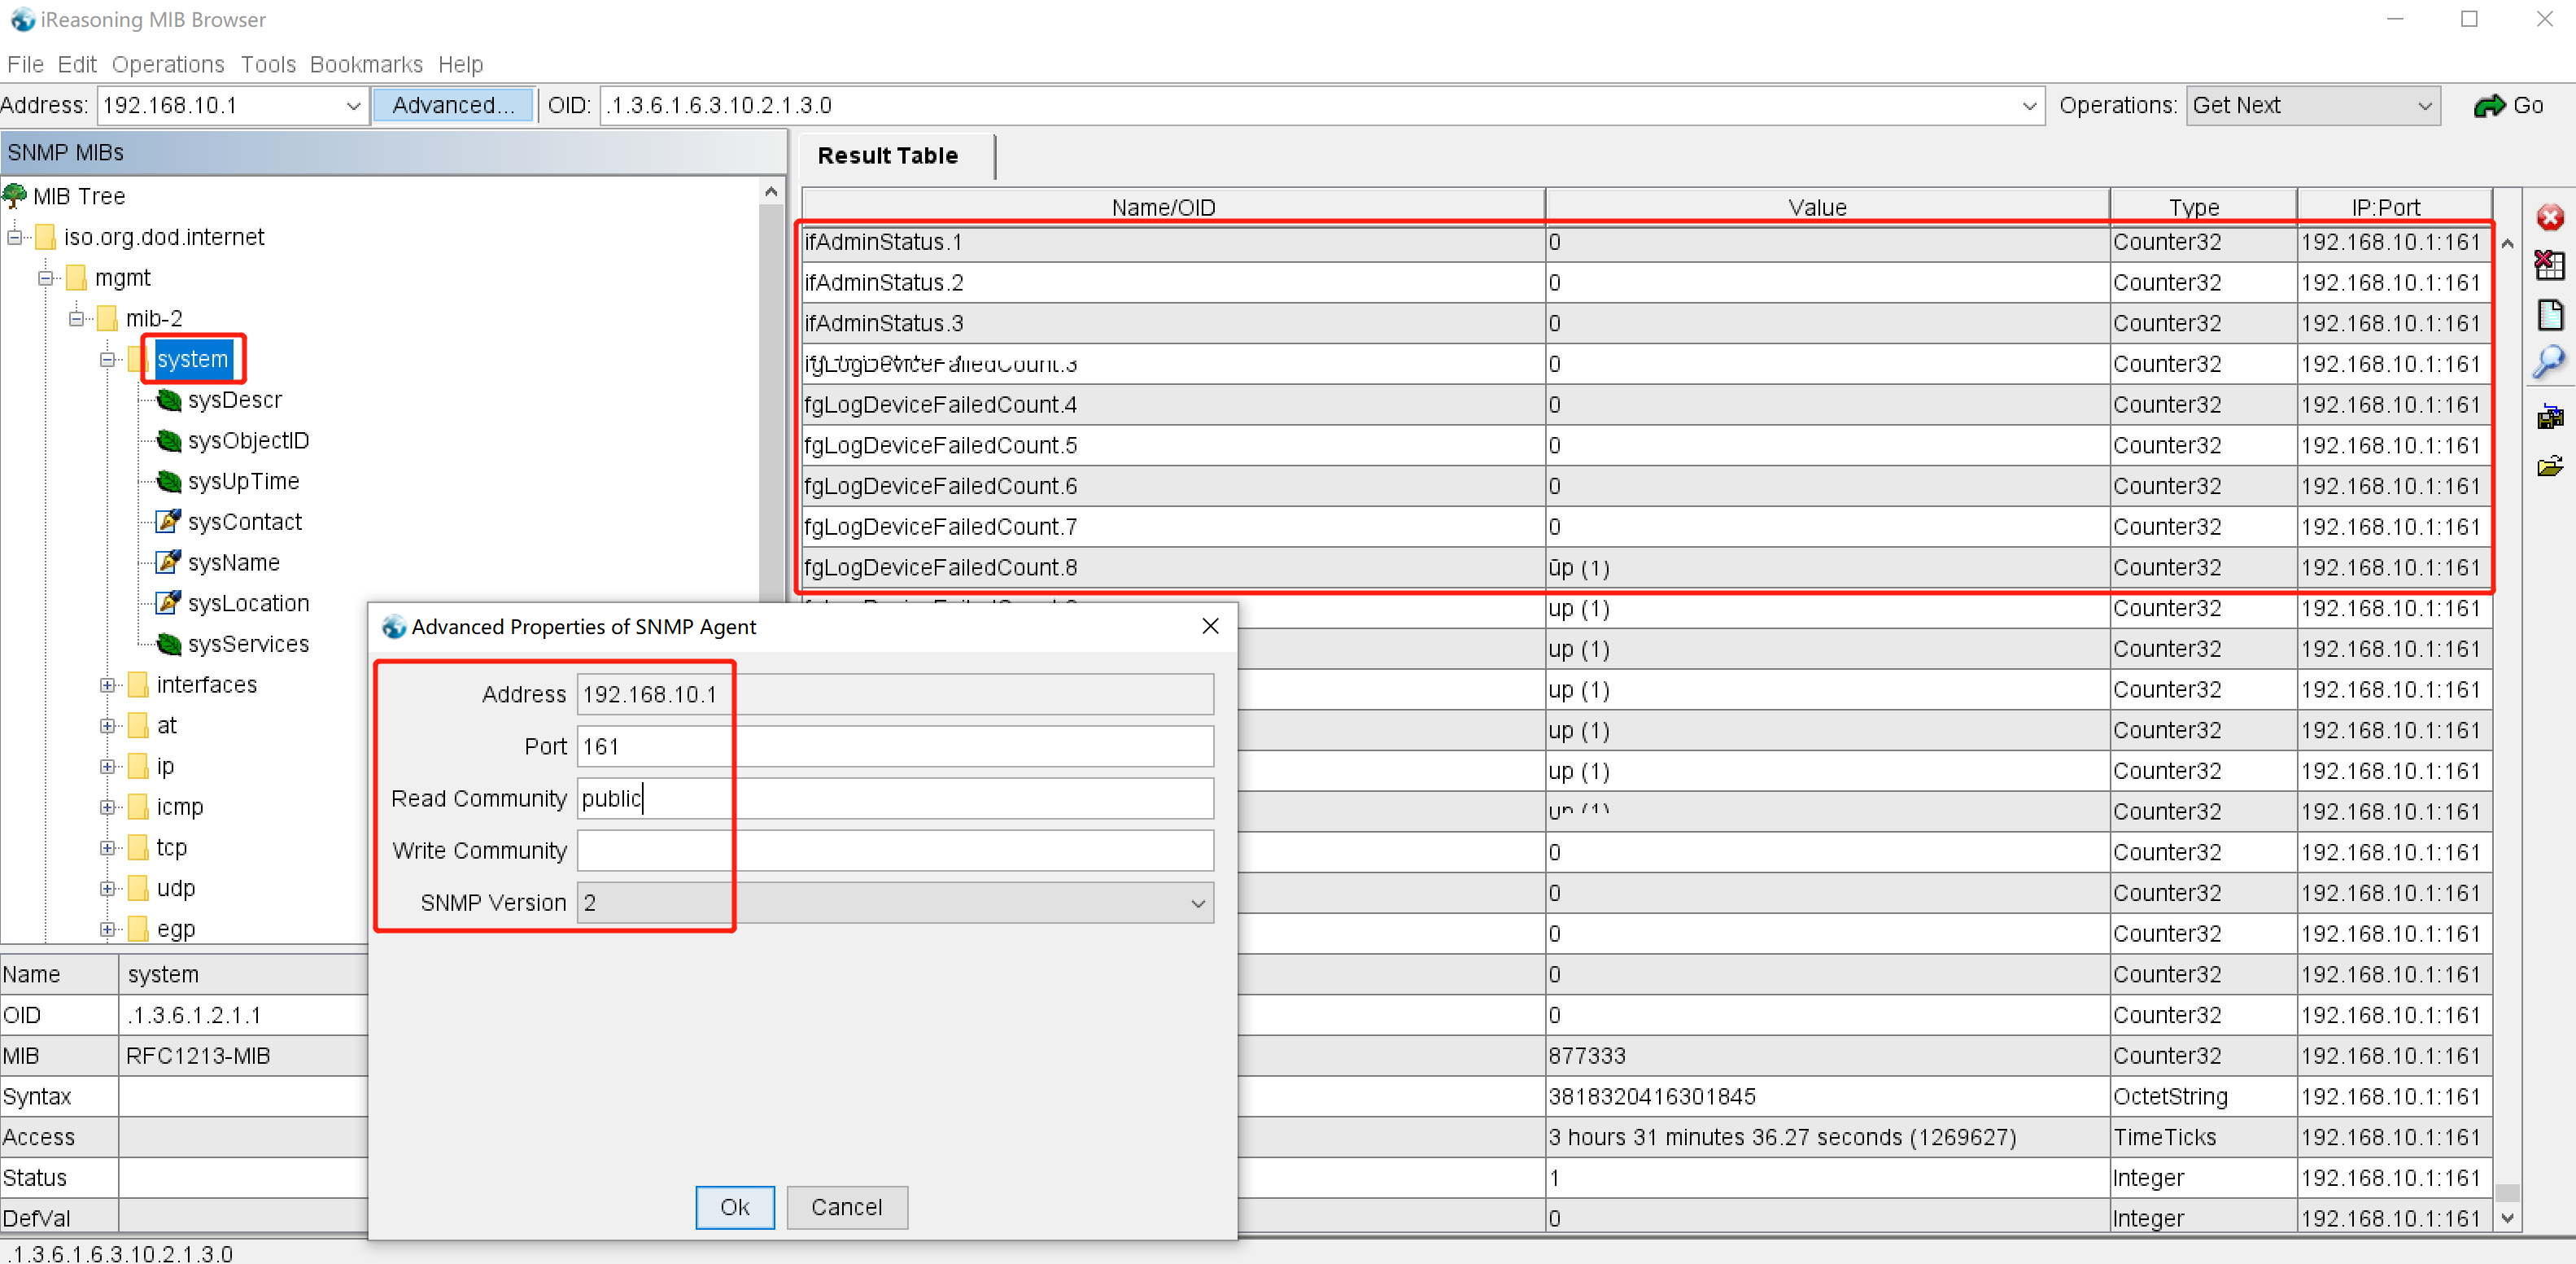 iReasoning MIB Browser
File Edit Operations Tools Bookmarks Help
Address: 192.168.10.1 Advanced... OID: .1.3.6.1.6.3.10.2.1.3.0 Operations: Get Next Go
SNMP MIBs
MIB Tree
iso.org.dod.internet
mgmt
mib-2
system
sysDescr
sysObjectID
sysUpTime
sysContact
sysName
sysLocation
sysServices
interfaces
at
ip
icmp
tcp
udp
egp
Name system
OID .1.3.6.1.2.1.1
MIB RFC1213-MIB
Syntax
Access
Status
DefVal
.1.3.6.1.6.3.10.2.1.3.0
Result Table
Name/OID Value Type IP:Port
ifAdminStatus.1 0 Counter32 192.168.10.1:161
ifAdminStatus.2 0 Counter32 192.168.10.1:161
ifAdminStatus.3 0 Counter32 192.168.10.1:161
0 Counter32 192.168.10.1:161
fgLogDeviceFailedCount.4 0 Counter32 192.168.10.1:161
fgLogDeviceFailedCount.5 0 Counter32 192.168.10.1:161
fgLogDeviceFailedCount.6 0 Counter32 192.168.10.1:161
fgLogDeviceFailedCount.7 0 Counter32 192.168.10.1:161
fgLogDeviceFailedCount.8 up (1) Counter32 192.168.10.1:161
up (1) Counter32 192.168.10.1:161
up (1) Counter32 192.168.10.1:161
up (1) Counter32 192.168.10.1:161
up (1) Counter32 192.168.10.1:161
up (1) Counter32 192.168.10.1:161
Counter32 192.168.10.1:161
0 Counter32 192.168.10.1:161
0 Counter32 192.168.10.1:161
0 Counter32 192.168.10.1:161
0 Counter32 192.168.10.1:161
0 Counter32 192.168.10.1:161
877333 Counter32 192.168.10.1:161
3818320416301845 OctetString 192.168.10.1:161
3 hours 31 minutes 36.27 seconds (1269627) TimeTicks 192.168.10.1:161
1 Integer 192.168.10.1:161
0 Integer 192.168.10.1:161
Advanced Properties of SNMP Agent
Address 192.168.10.1
Port 161
Read Community public
Write Community
SNMP Version 2
Ok Cancel